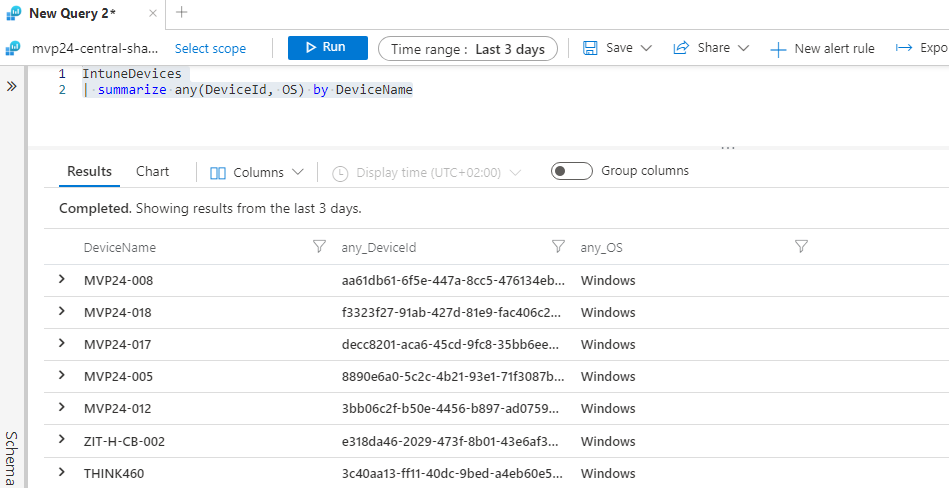 New Query 2*
mvp24-central-sha... Select scope Run Time range : Last 3 days Save Share New alert rule Expo
1 IntuneDevices
2 | summarize any(DeviceId, OS) by DeviceName
Results Chart Columns Display time (UTC+02:00) Group columns
Completed. Showing results from the last 3 days.
DeviceName any_DeviceId any_OS
MVP24-008 aa61db61-6f5e-447a-8cc5-476134eb... Windows
MVP24-018 f3323f27-91ab-427d-81e9-fac406c2... Windows
MVP24-017 decc8201-aca6-45cd-9fc8-35bb6ee... Windows
MVP24-005 8890e6a0-5c2c-4b21-93e1-71f3087b... Windows
MVP24-012 3bb06c2f-b50e-4456-b897-ad0759... Windows
ZIT-H-CB-002 e318da46-2029-473f-8b01-43e6af3... Windows
THINK460 3c40aa13-ff11-40dc-9bed-a4eb60e5... Windows
Schema